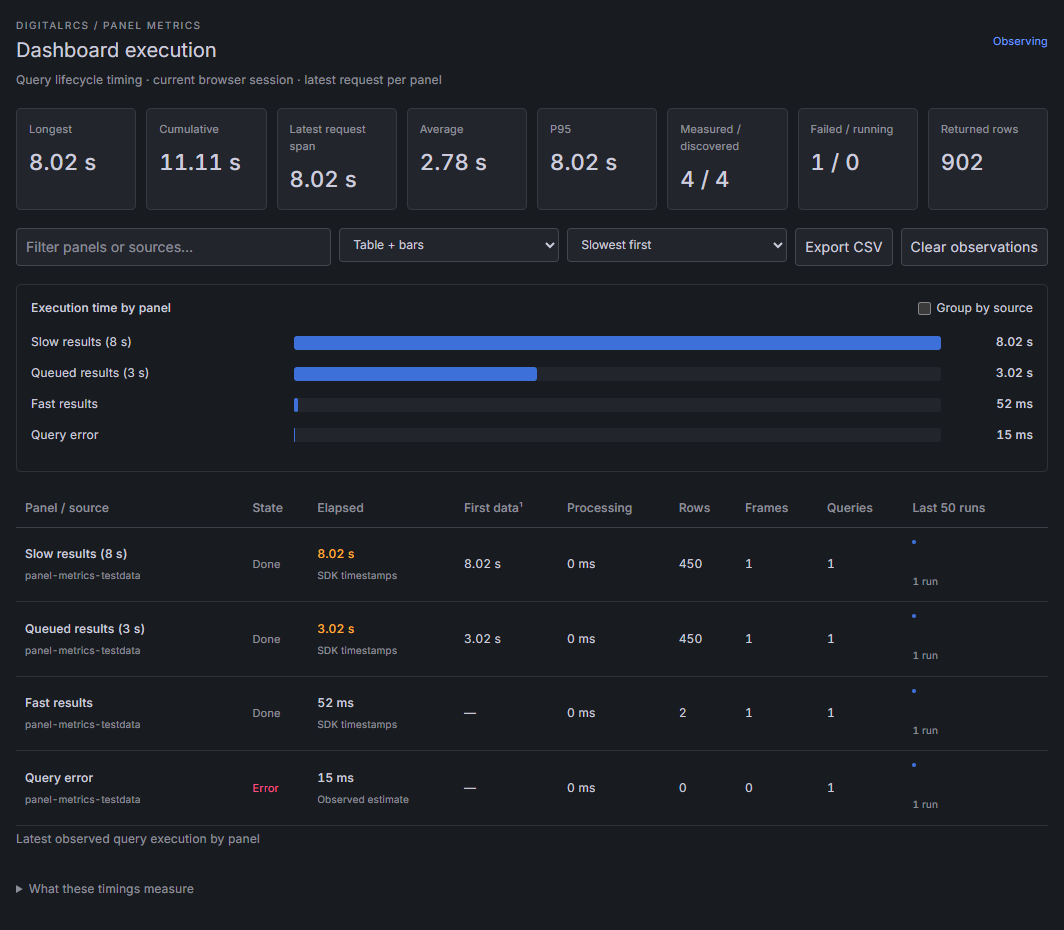 DIGITALRCS / PANEL METRICS
Dashboard execution
Observing
Query lifecycle timing · current browser session · latest request per panel
Longest
8.02 s
Cumulative
11.11 s
Latest request
span
8.02 s
Average
2.78 s
P95
8.02 s
Measured /
discovered
4 / 4
Failed / running
1 / 0
Returned rows
902
Filter panels or sources...
Table + bars
Slowest first
Export CSV
Clear observations
Execution time by panel
Group by source
Slow results (8 s) 8.02 s
Queued results (3 s) 3.02 s
Fast results 52 ms
Query error 15 ms
Panel / source State Elapsed First data¹ Processing Rows Frames Queries Last 50 runs
Slow results (8 s)
panel-metrics-testdata
Done
8.02 s
SDK timestamps
8.02 s
0 ms
450
1
1
1 run
Queued results (3 s)
panel-metrics-testdata
Done
3.02 s
SDK timestamps
3.02 s
0 ms
450
1
1
1 run
Fast results
panel-metrics-testdata
Done
52 ms
SDK timestamps
—
0 ms
2
1
1
1 run
Query error
panel-metrics-testdata
Error
15 ms
Observed estimate
—
0 ms
0
0
1
1 run
Latest observed query execution by panel
What these timings measure